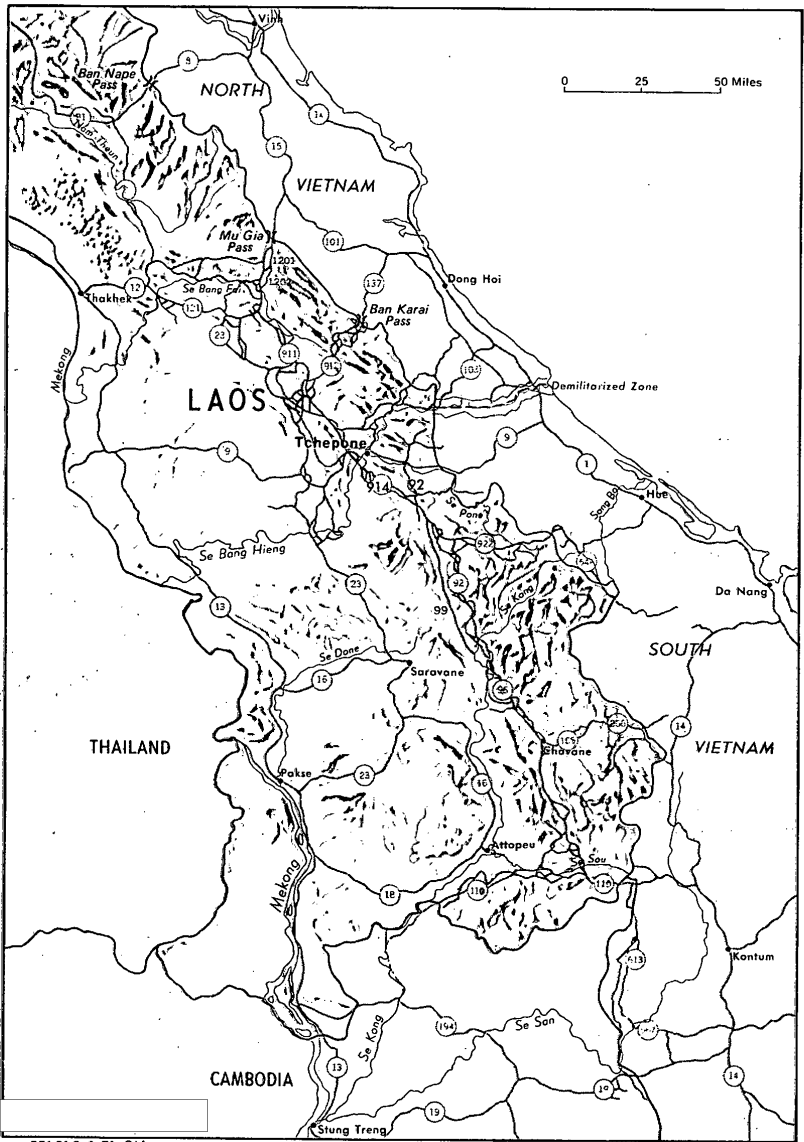 Vinh
8
Ban Nape
Pass
NORTH
0 25 50 Miles
Nam Theun
15
VIETNAM
Mu Gia
Pass
101
1201
1202
137
Dong Hoi
12
Se Bang Fai
Thakhek
121
23
Ban Karai
Pass
911
912
103
Mekong
LAOS
Demilitarized Zone
Tchepone
9
9
1
914
92
Hue
Song Bo
Se Pone
922
Se Bang Hieng
23
92
Da Nang
Se Kong
13
99
SOUTH
Se Done
Saravane
16
96
14
THAILAND
VIETNAM
Chavane
Pakse
23
16
Attopeu
Sou
Mekong
18
110
110
Kontum
613
194
Se San
Se Kong
13
CAMBODIA
14
19
19
Stung Treng